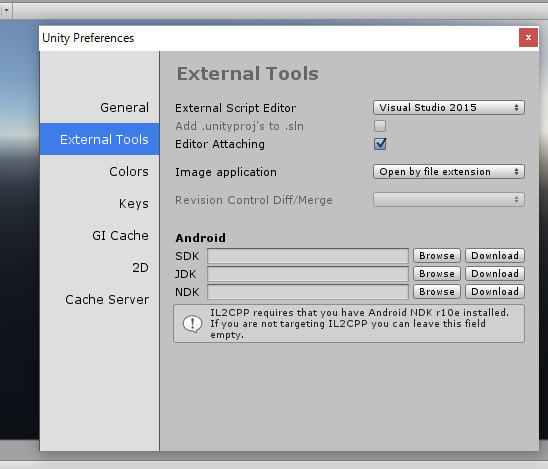 Unity Preferences
x
External Tools
General
External Tools
Colors
Keys
GI Cache
2D
Cache Server
External Script Editor
Visual Studio 2015
Add .unityproj's to .sln
Editor Attaching
Image application
Open by file extension
Revision Control Diff/Merge
Android
SDK Browse Download
JDK Browse Download
NDK Browse Download
IL2CPP requires that you have Android NDK r10e installed.
If you are not targeting IL2CPP you can leave this field
empty.